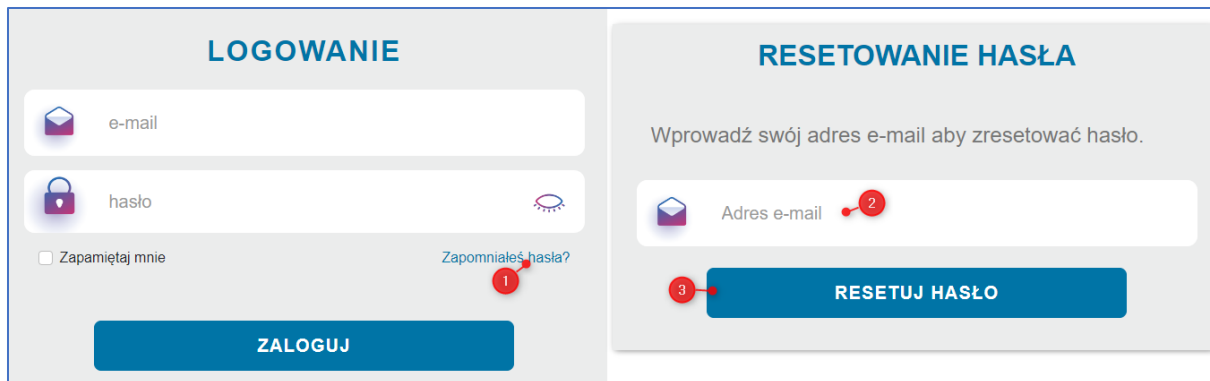 LOGOWANIE
e-mail
hasło
Zapamiętaj mnie
Zapomniałeś hasła?
1
ZALOGUJ
RESETOWANIE HASŁA
Wprowadź swój adres e-mail aby zresetować hasło.
Adres e-mail
2
3
RESETUJ HASŁO